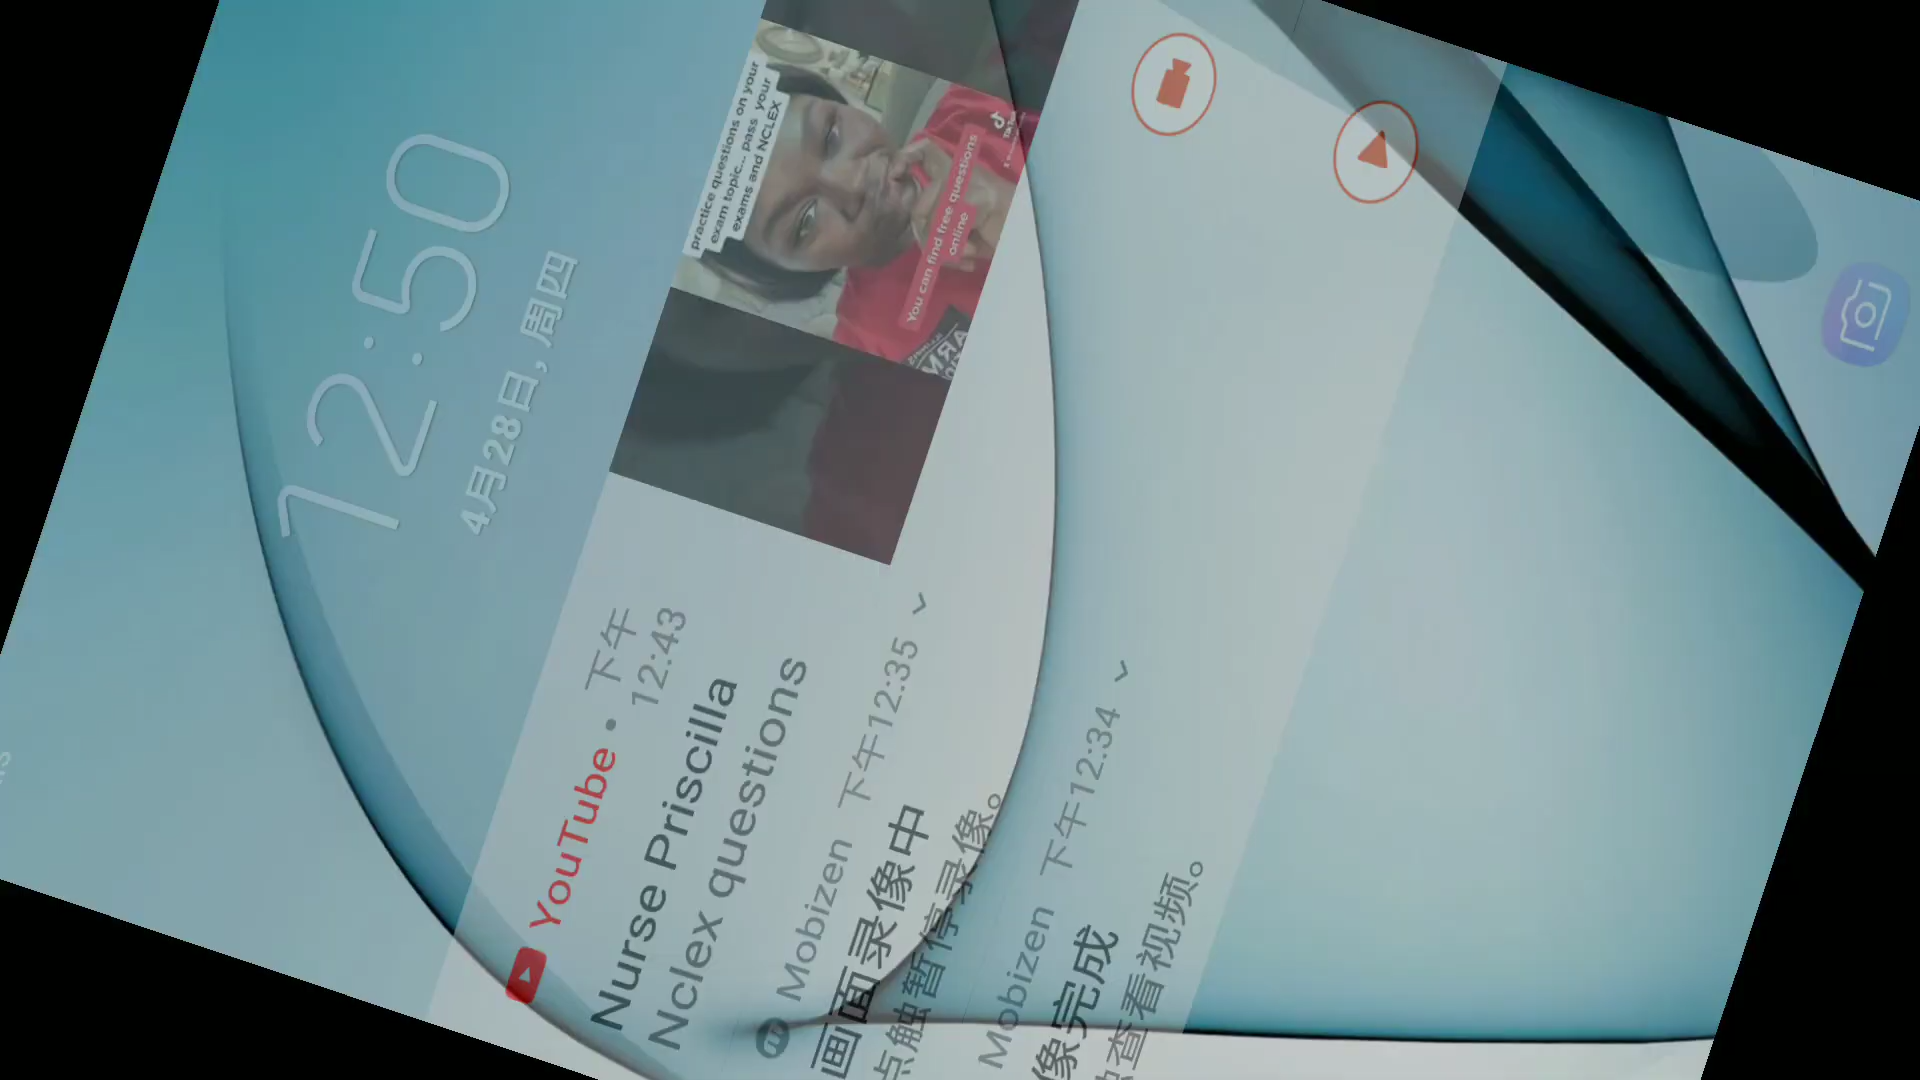 12:50
4月28日, 周四
YouTube • 下午
12:43
Nurse Priscilla
Nclex questions
practice questions on your
exam topic... pass your
exams and NCLEX
You can find free questions
online
Mobizen 下午12:35
画面录像中
点触暂停录像。
Mobizen 下午12:34
像完成
查看视频。